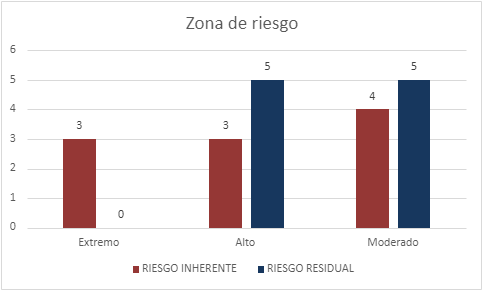 Zona de riesgo
6
5
4
3
2
1
0
3
0
3
5
4
5
Extremo
Alto
Moderado
RIESGO INHERENTE
RIESGO RESIDUAL